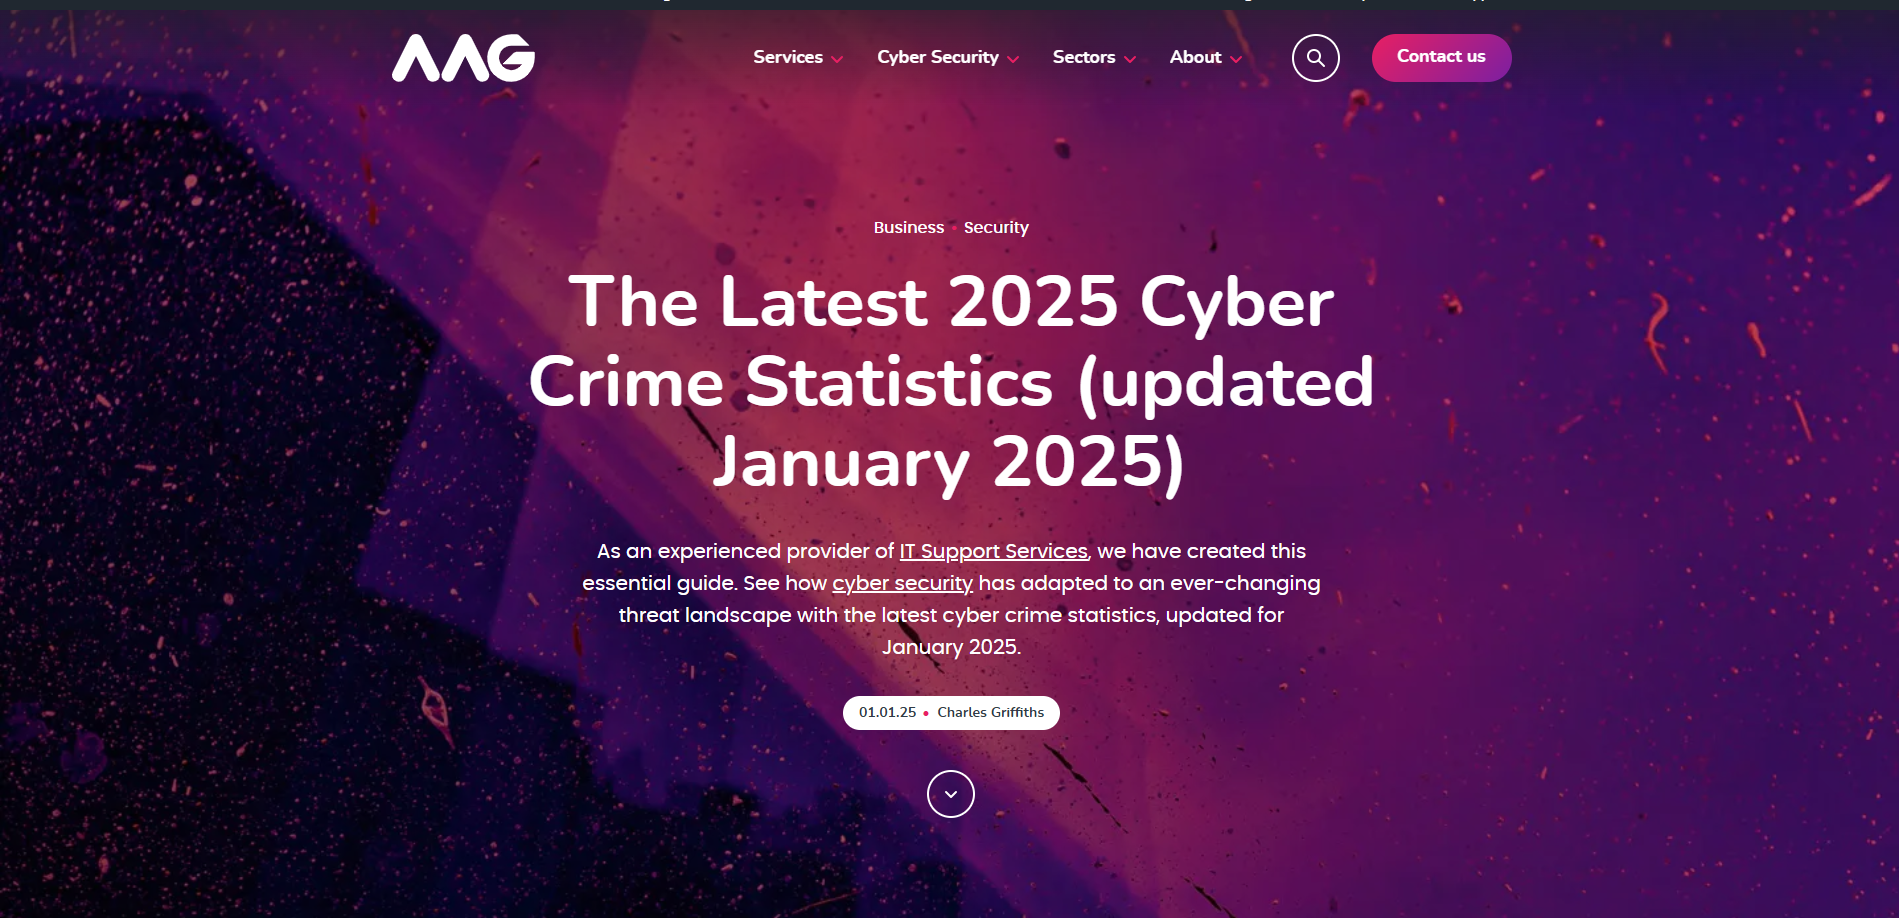 AAG
Services
Cyber Security
Sectors
About
Contact us
Business • Security
The Latest 2025 Cyber
Crime Statistics (updated
January 2025)
As an experienced provider of IT Support Services, we have created this
essential guide. See how cyber security has adapted to an ever-changing
threat landscape with the latest cyber crime statistics, updated for
January 2025.
01.01.25 • Charles Griffiths